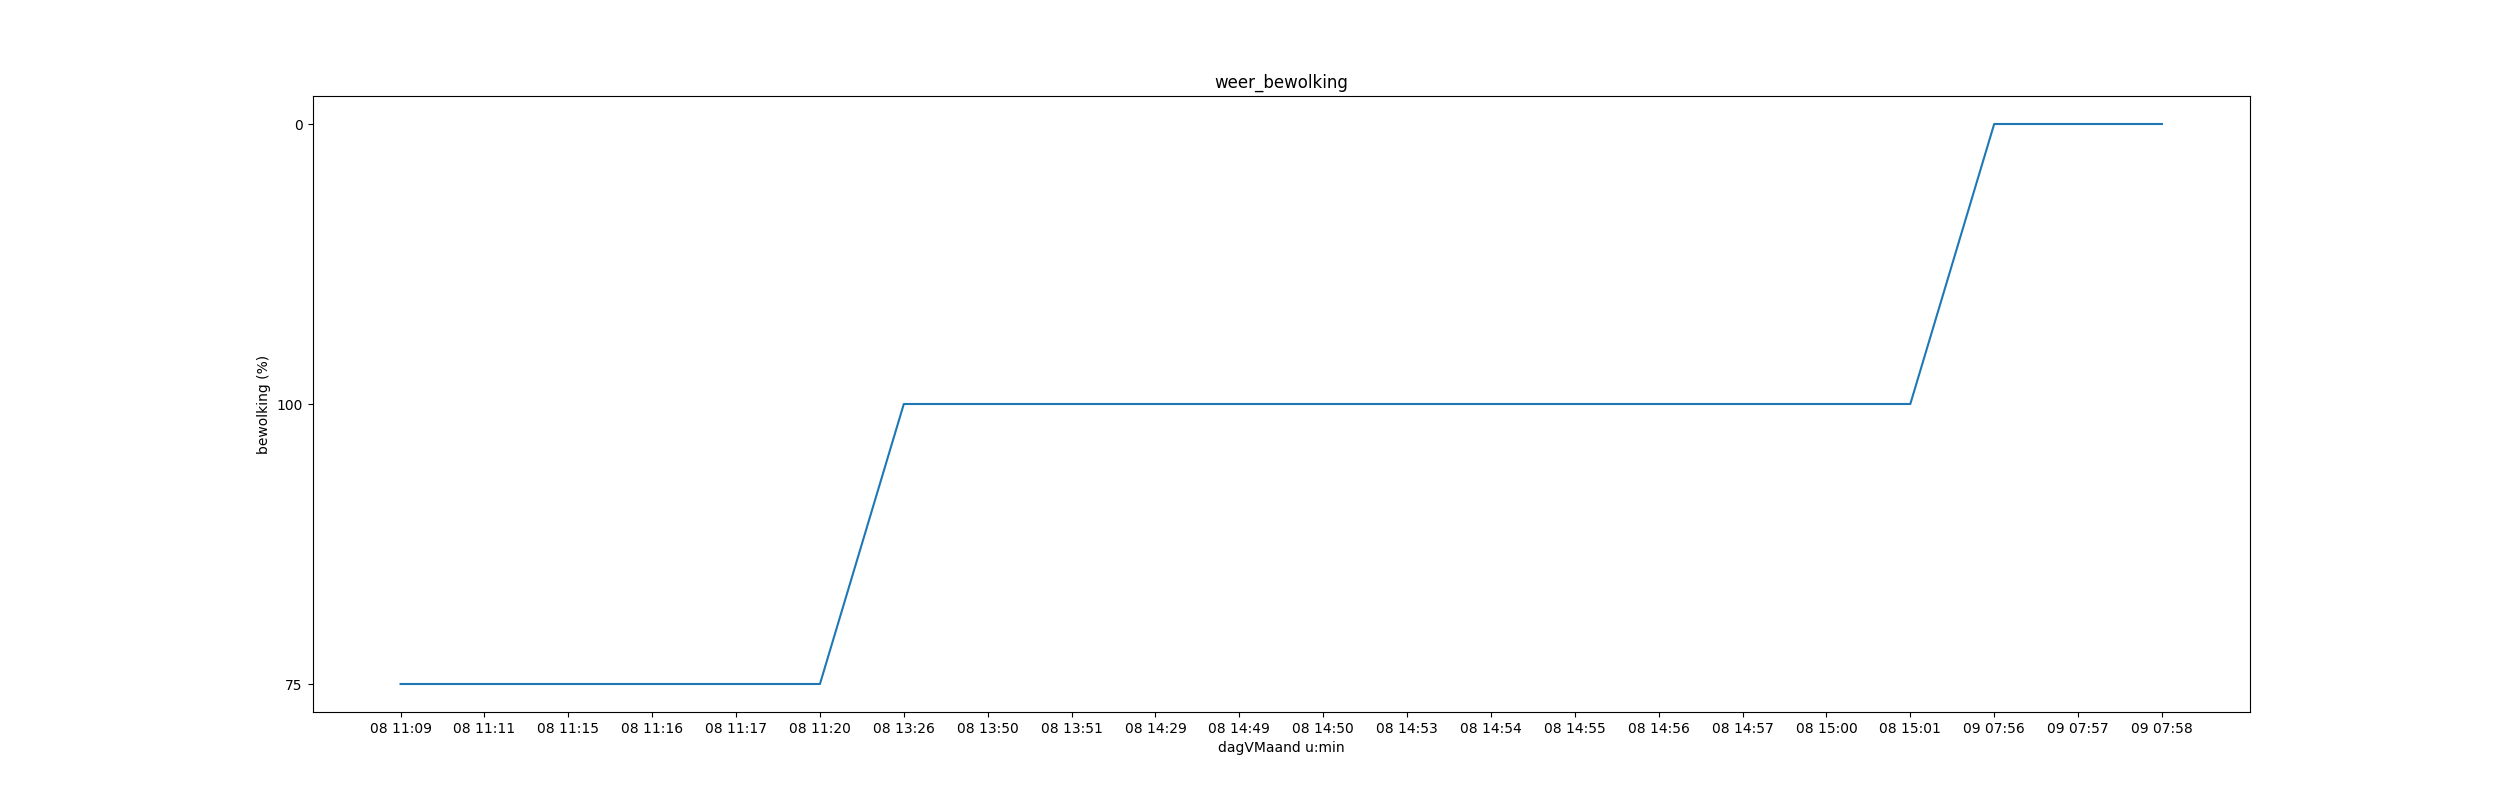 weer_bewolking
0
100
75
bewolking (%)
08 11:09 08 11:11 08 11:15 08 11:16 08 11:17 08 11:20 08 13:26 08 13:50 08 13:51 08 14:29 08 14:49 08 14:50 08 14:53 08 14:54 08 14:55 08 14:56 08 14:57 08 15:00 08 15:01 09 07:56 09 07:57 09 07:58
dagVMaand u:min